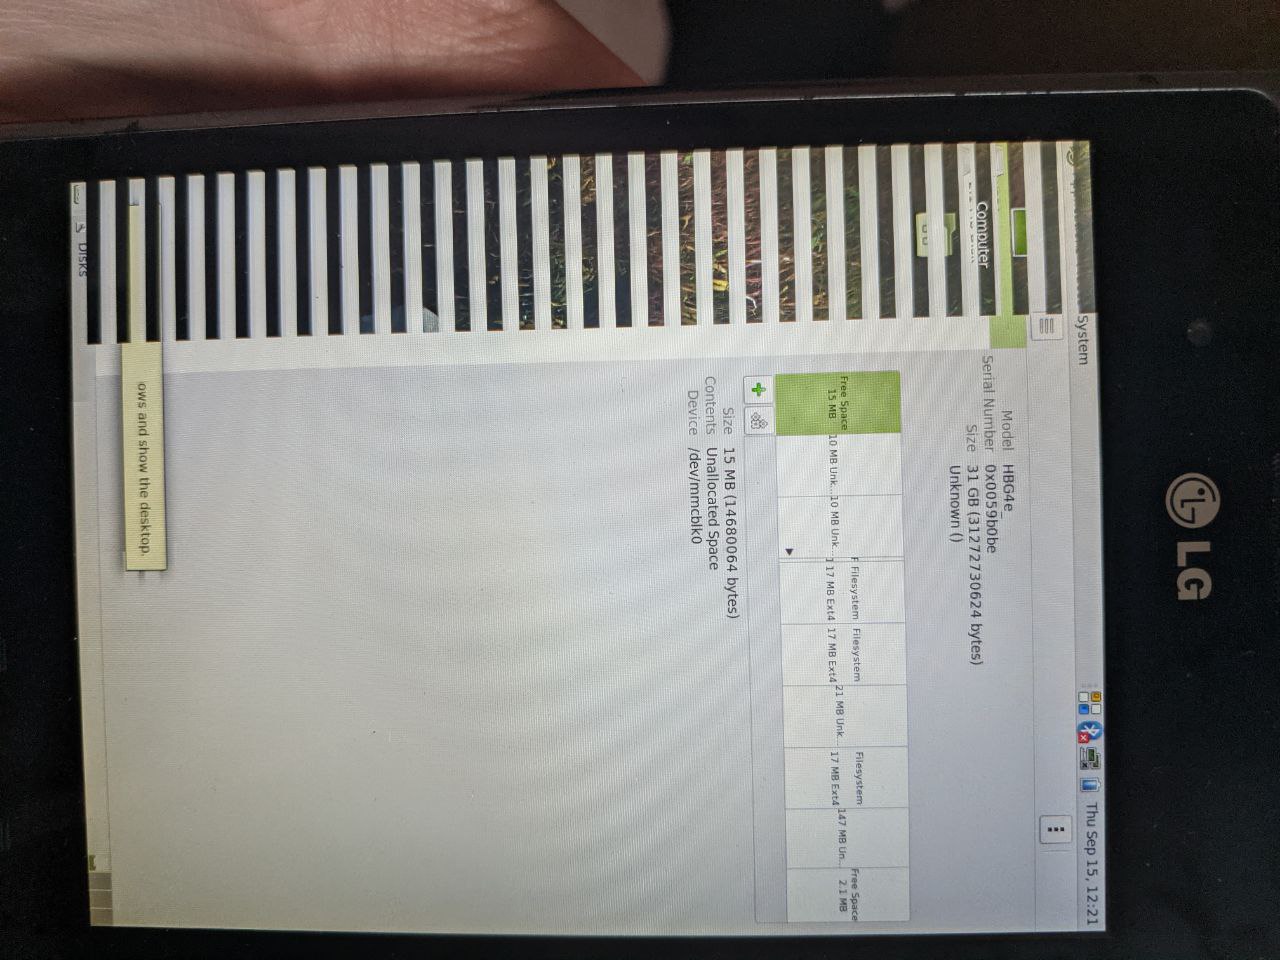 System
Thu Sep 15, 12:21
Computer
Model HBG4e_
Serial Number 0x0059b0be
Size 31 GB (31272730624 bytes)
Unknown ()
Free Space
15 MB
10 MB Unk...
10 MB Unk...
Filesystem
17 MB Ext4
Filesystem
17 MB Ext4
21 MB Unk...
Filesystem
17 MB Ext4
147 MB Un...
Free Space
2.1 MB
Size 15 MB (14680064 bytes)
Contents Unallocated Space
Device /dev/mmcblk0
ows and show the desktop.
Disks
LG